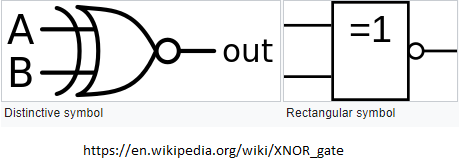 A
B
out
=1
Distinctive symbol
Rectangular symbol
https://en.wikipedia.org/wiki/XNOR_gate